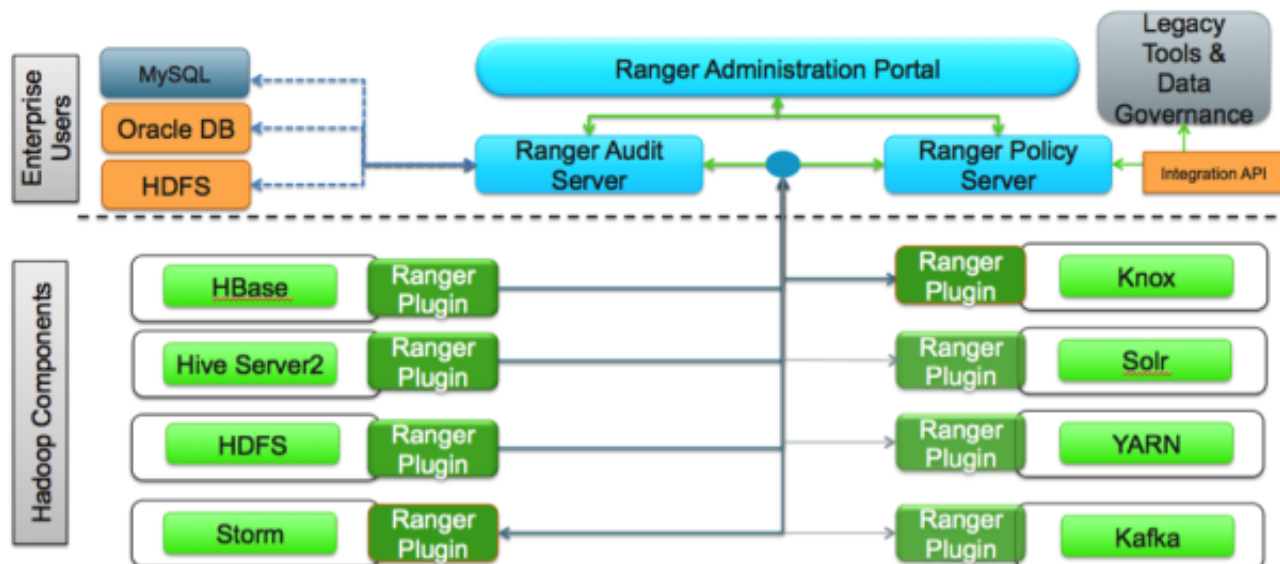 Enterprise
Users
MySQL
Oracle DB
HDFS
Ranger Administration Portal
Legacy
Tools &
Data
Governance
Ranger Audit
Server
Ranger Policy
Server
Integration API
Hadoop Components
HBase
Ranger
Plugin
Ranger
Plugin
Knox
Hive Server2
Ranger
Plugin
Ranger
Plugin
Solr
HDFS
Ranger
Plugin
Ranger
Plugin
YARN
Storm
Ranger
Plugin
Ranger
Plugin
Kafka